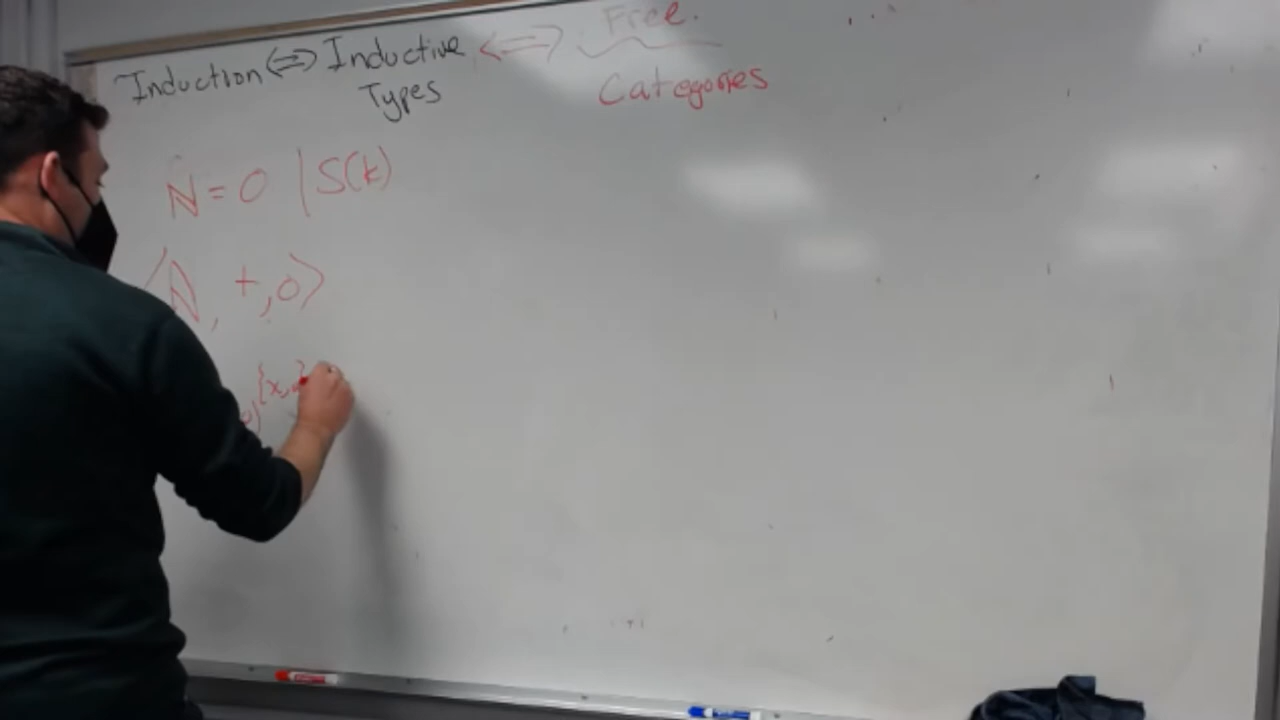 Induction ⇔ Inductive Types ⇔ Free Categories
ℕ = 0 | S(k)
⟨ℕ, +, 0⟩
{x,